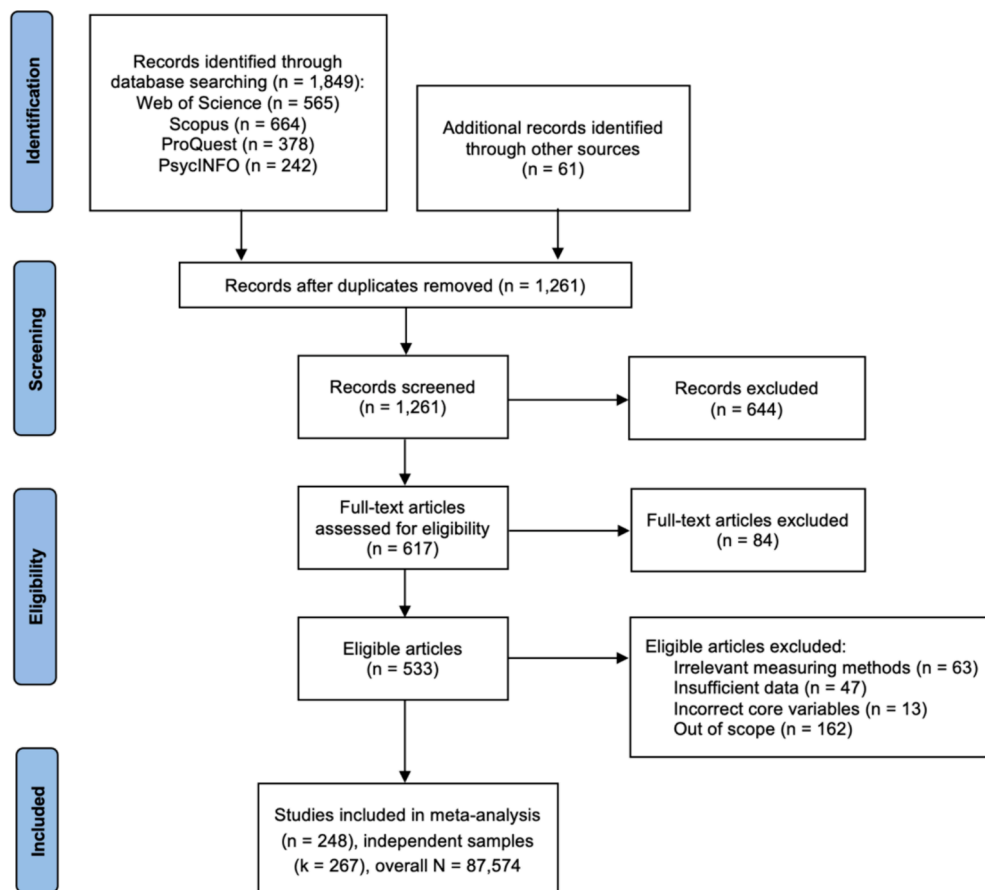 Identification
Records identified through
database searching (n = 1,849):
Web of Science (n = 565)
Scopus (n = 664)
ProQuest (n = 378)
PsycINFO (n = 242)
Additional records identified
through other sources
(n = 61)
Screening
Records after duplicates removed (n = 1,261)
Records screened
(n = 1,261)
Records excluded
(n = 644)
Eligibility
Full-text articles
assessed for eligibility
(n = 617)
Full-text articles excluded
(n = 84)
Eligible articles
(n = 533)
Eligible articles excluded:
Irrelevant measuring methods (n = 63)
Insufficient data (n = 47)
Incorrect core variables (n = 13)
Out of scope (n = 162)
Included
Studies included in meta-analysis
(n = 248), independent samples
(k = 267), overall N = 87,574